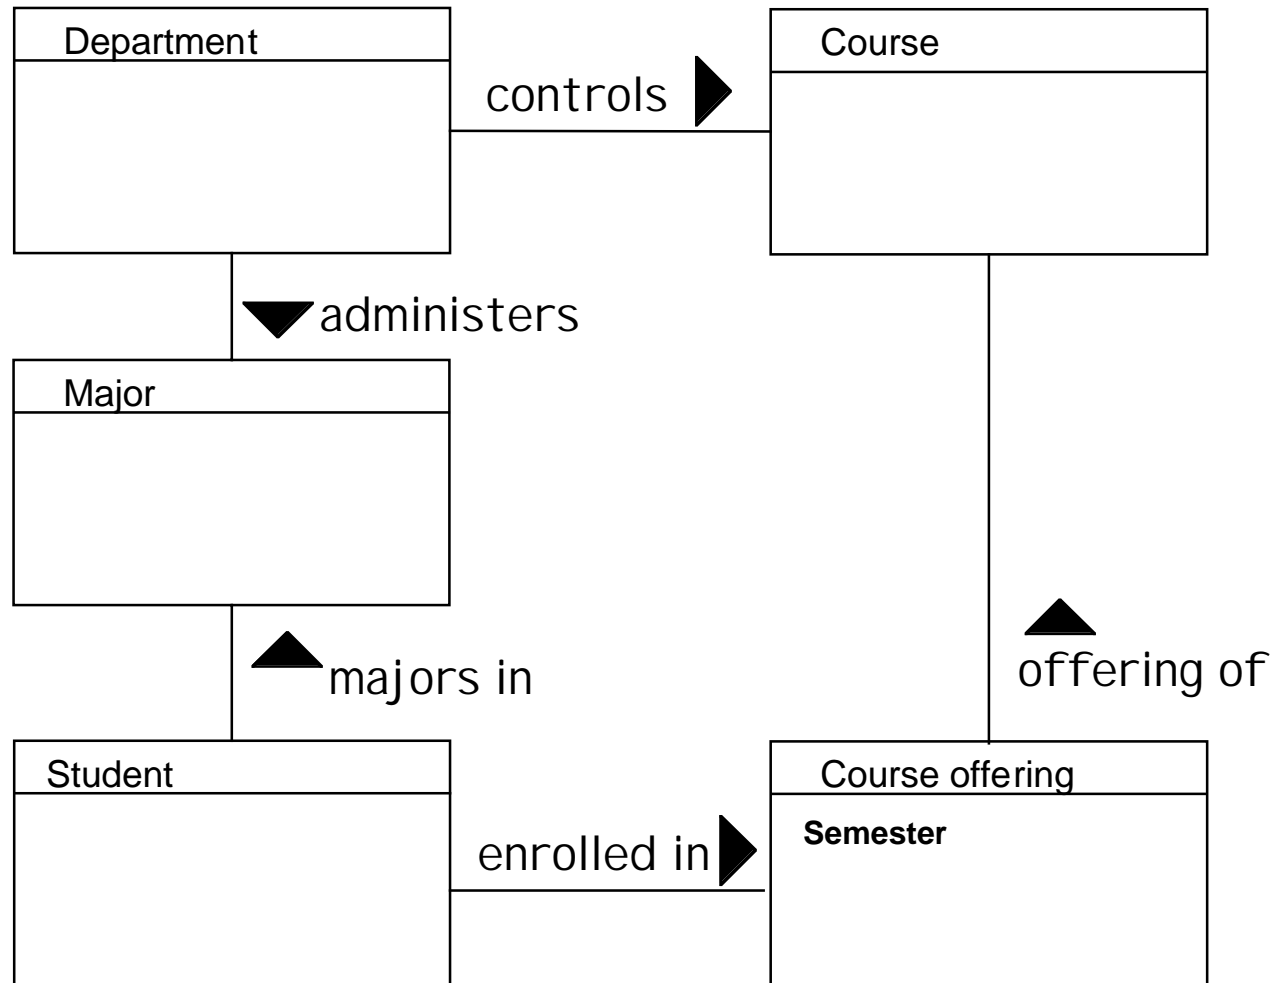 Department
Course
controls
administers
Major
majors in
offering of
Student
Course offering
Semester
enrolled in